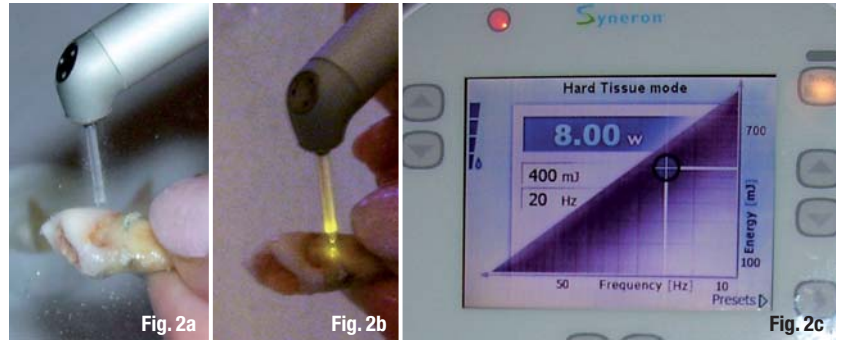 Syneron
Hard Tissue mode
8.00 W
400 mJ
20 Hz
700
Energy [mJ]
100
50 Frequency [Hz] 10
Presets
Fig. 2a
Fig. 2b
Fig. 2c